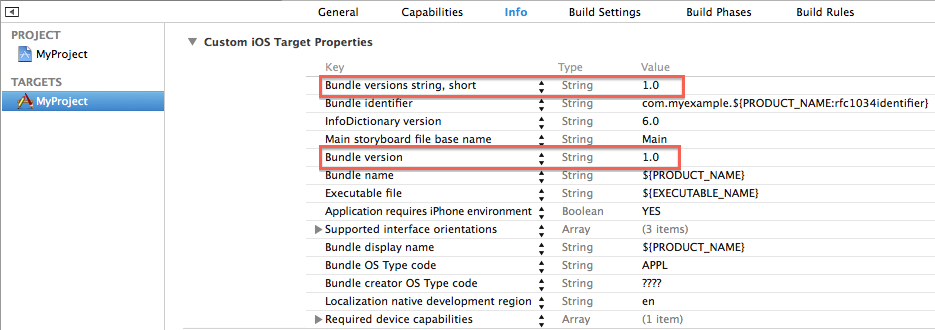 General Capabilities Info Build Settings Build Phases Build Rules
PROJECT
MyProject
TARGETS
MyProject
Custom iOS Target Properties
Key Type Value
Bundle versions string, short String 1.0
Bundle identifier String com.myexample.${PRODUCT_NAME:rfc1034identifier}
InfoDictionary version String 6.0
Main storyboard file base name String Main
Bundle version String 1.0
Bundle name String ${PRODUCT_NAME}
Executable file String ${EXECUTABLE_NAME}
Application requires iPhone environment Boolean YES
Supported interface orientations Array (3 items)
Bundle display name String ${PRODUCT_NAME}
Bundle OS Type code String APPL
Bundle creator OS Type code String ????
Localization native development region String en
Required device capabilities Array (1 item)